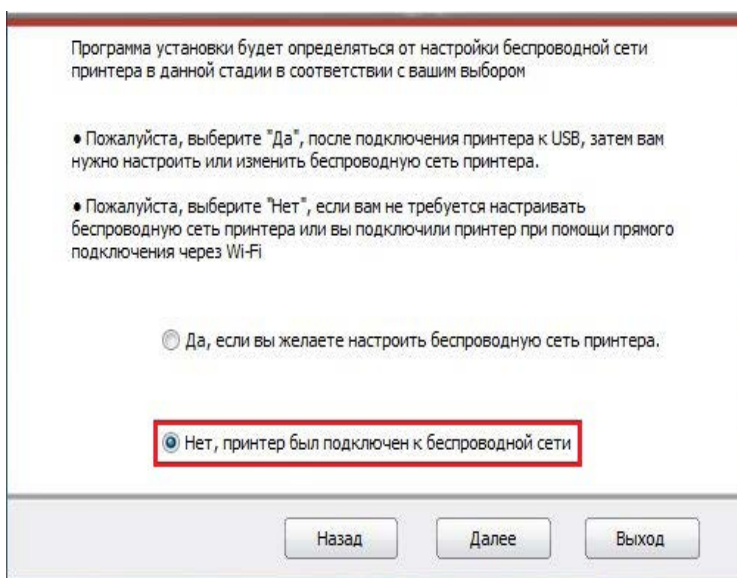 Программа установки будет определяться от настройки беспроводной сети
принтера в данной стадии в соответствии с вашим выбором
• Пожалуйста, выберите "Да", после подключения принтера к USB, затем вам
нужно настроить или изменить беспроводную сеть принтера.
• Пожалуйста, выберите "Нет", если вам не требуется настраивать
беспроводную сеть принтера или вы подключили принтер при помощи прямого
подключения через Wi-Fi
Да, если вы желаете настроить беспроводную сеть принтера.
Нет, принтер был подключен к беспроводной сети
Назад Далее Выход